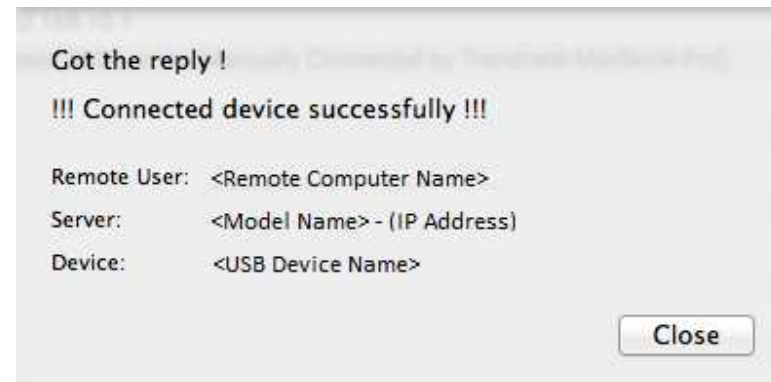 Got the reply !
!!! Connected device successfully !!!
Remote User: <Remote Computer Name>
Server: <Model Name> - (IP Address)
Device: <USB Device Name>
Close